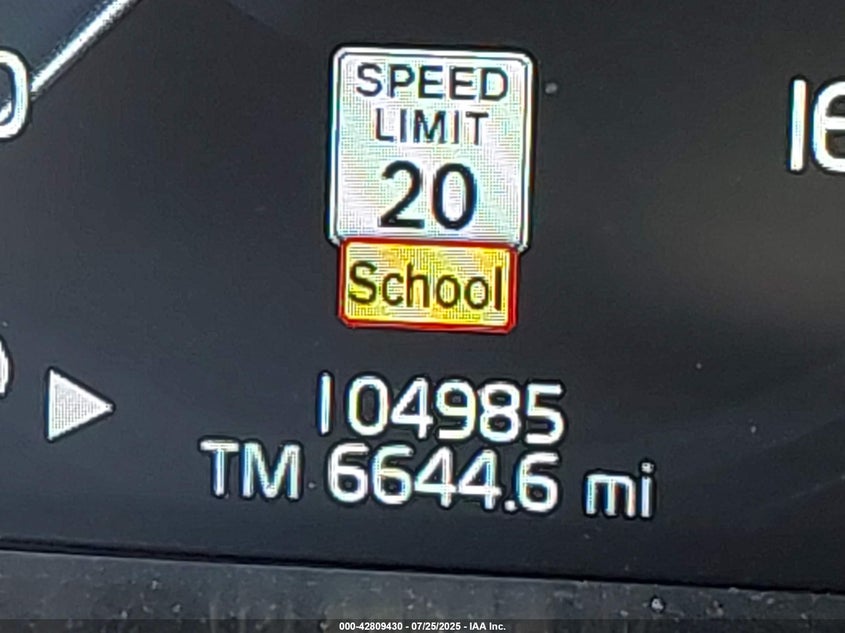 SPEED
LIMIT
20
School
104985
TM 6644.6 mi
000-42809430 - 07/25/2025 - IAA Inc.